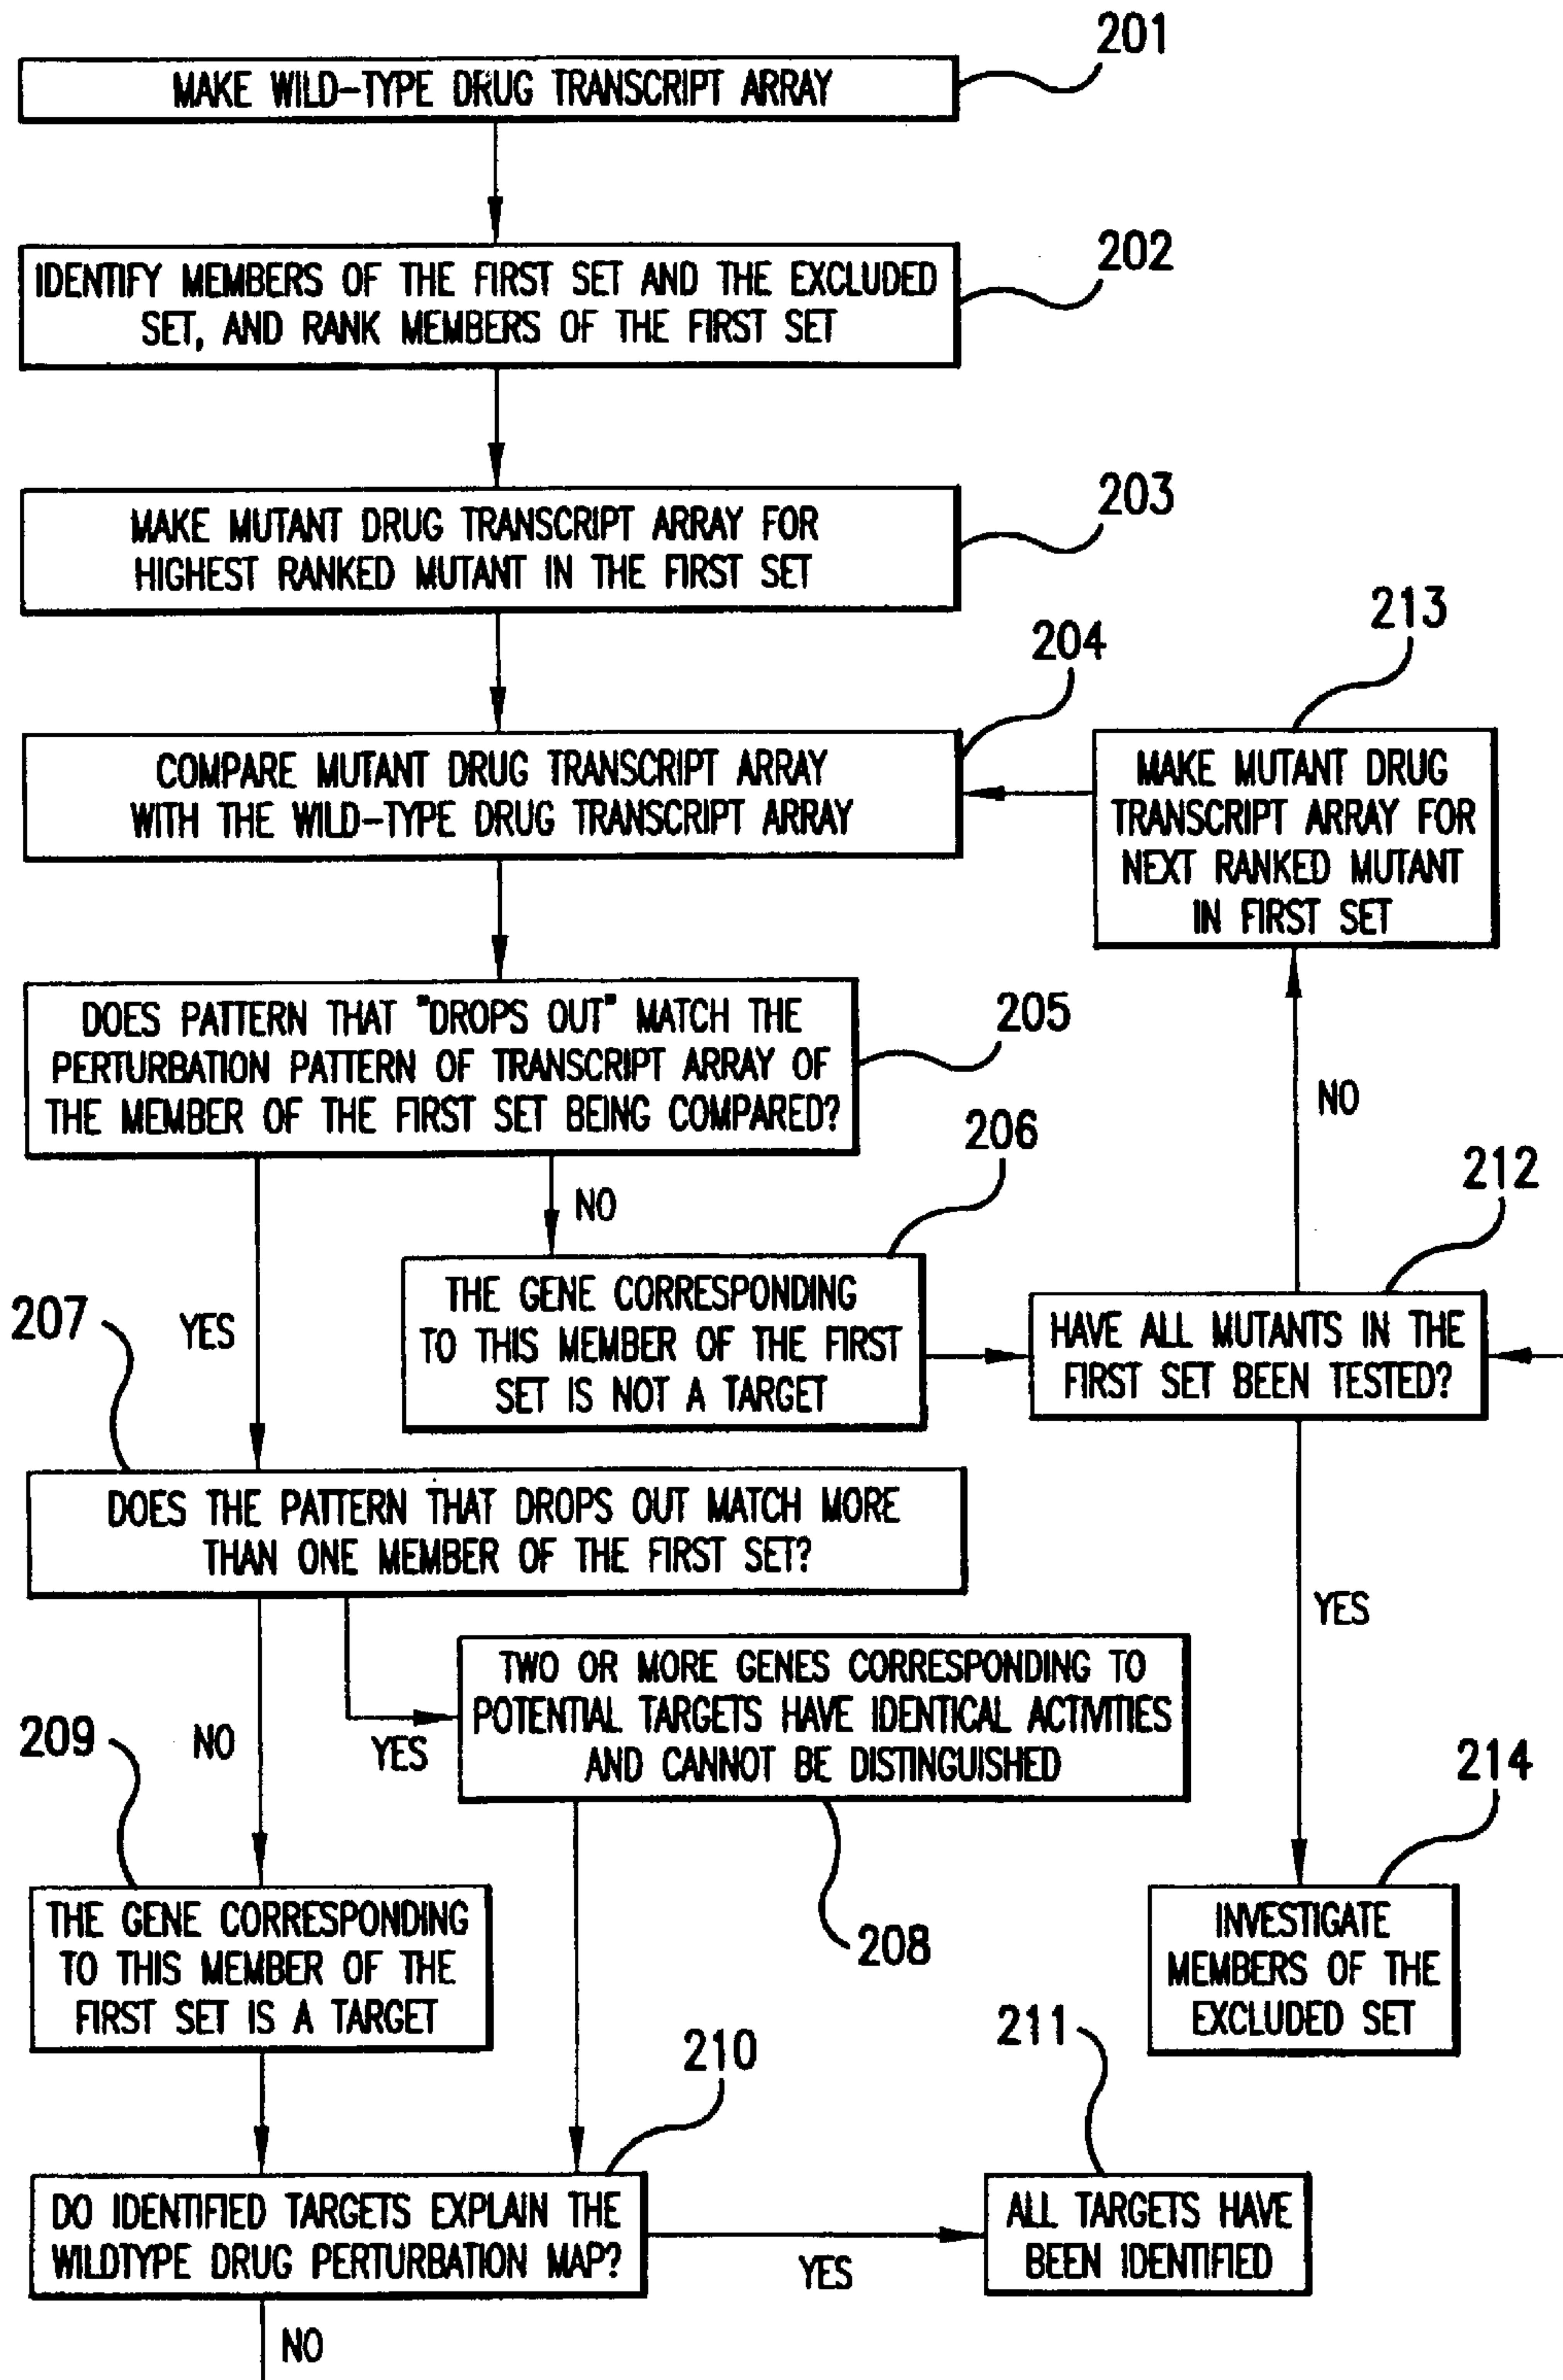 201
MAKE WILD-TYPE DRUG TRANSCRIPT ARRAY
202
IDENTIFY MEMBERS OF THE FIRST SET AND THE EXCLUDED
SET, AND RANK MEMBERS OF THE FIRST SET
203
MAKE MUTANT DRUG TRANSCRIPT ARRAY FOR
HIGHEST RANKED MUTANT IN THE FIRST SET
204
COMPARE MUTANT DRUG TRANSCRIPT ARRAY
WITH THE WILD-TYPE DRUG TRANSCRIPT ARRAY
213
MAKE MUTANT DRUG
TRANSCRIPT ARRAY FOR
NEXT RANKED MUTANT
IN FIRST SET
DOES PATTERN THAT "DROPS OUT" MATCH THE
PERTURBATION PATTERN OF TRANSCRIPT ARRAY OF
THE MEMBER OF THE FIRST SET BEING COMPARED?
205
NO
206
NO
THE GENE CORRESPONDING
TO THIS MEMBER OF THE FIRST
SET IS NOT A TARGET
212
HAVE ALL MUTANTS IN THE
FIRST SET BEEN TESTED?
207
YES
DOES THE PATTERN THAT DROPS OUT MATCH MORE
THAN ONE MEMBER OF THE FIRST SET?
YES
NO
YES
TWO OR MORE GENES CORRESPONDING TO
POTENTIAL TARGETS HAVE IDENTICAL ACTIVITIES
AND CANNOT BE DISTINGUISHED
208
209
THE GENE CORRESPONDING
TO THIS MEMBER OF THE
FIRST SET IS A TARGET
214
INVESTIGATE
MEMBERS OF THE
EXCLUDED SET
210
DO IDENTIFIED TARGETS EXPLAIN THE
WILDTYPE DRUG PERTURBATION MAP?
YES
211
ALL TARGETS HAVE
BEEN IDENTIFIED
NO